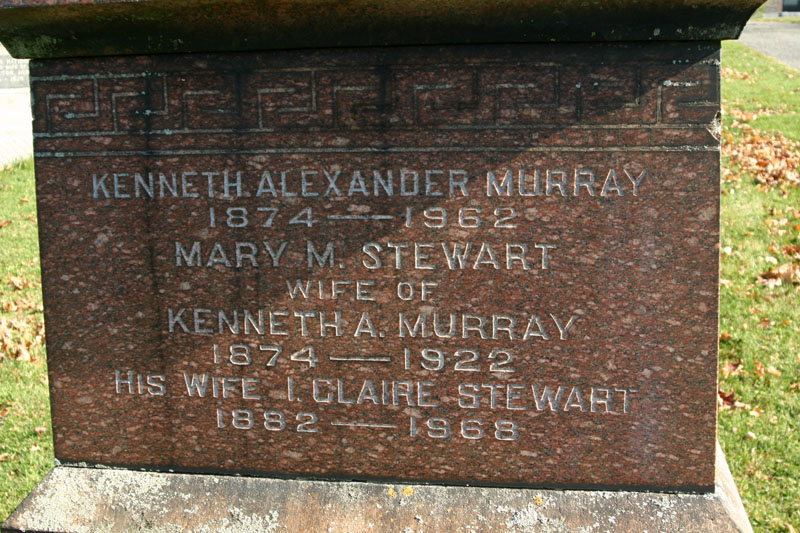 KENNETH ALEXANDER MURRAY
1874 — 1962
MARY M. STEWART
WIFE OF
KENNETH A. MURRAY
1874 — 1922
HIS WIFE I. CLAIRE STEWART
1882 — 1968